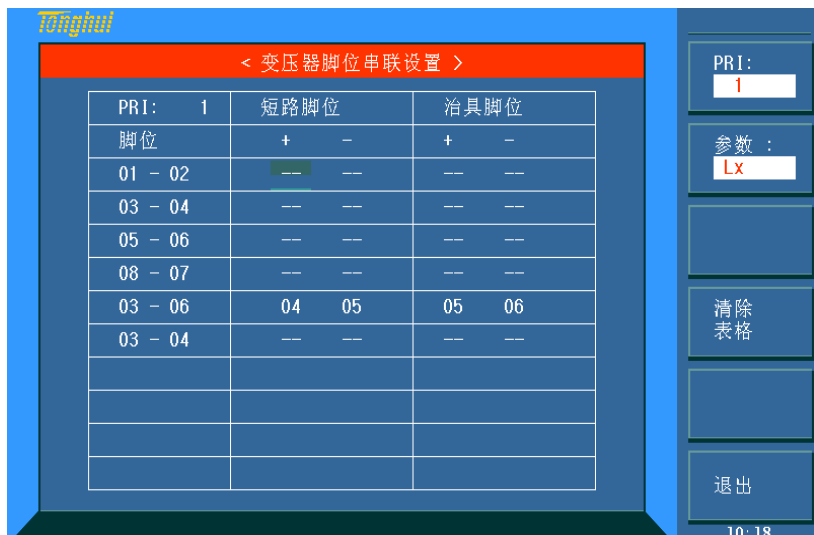 Tonghui
< 变压器脚位串联设置 >
PRI: 1 短路脚位 治具脚位
脚位 + - + -
01 - 02 -- -- -- --
03 - 04 -- -- -- --
05 - 06 -- -- -- --
08 - 07 -- -- -- --
03 - 06 04 05 05 06
03 - 04 -- -- -- --
PRI:
1
参数 :
Lx
清除
表格
退出
10:18